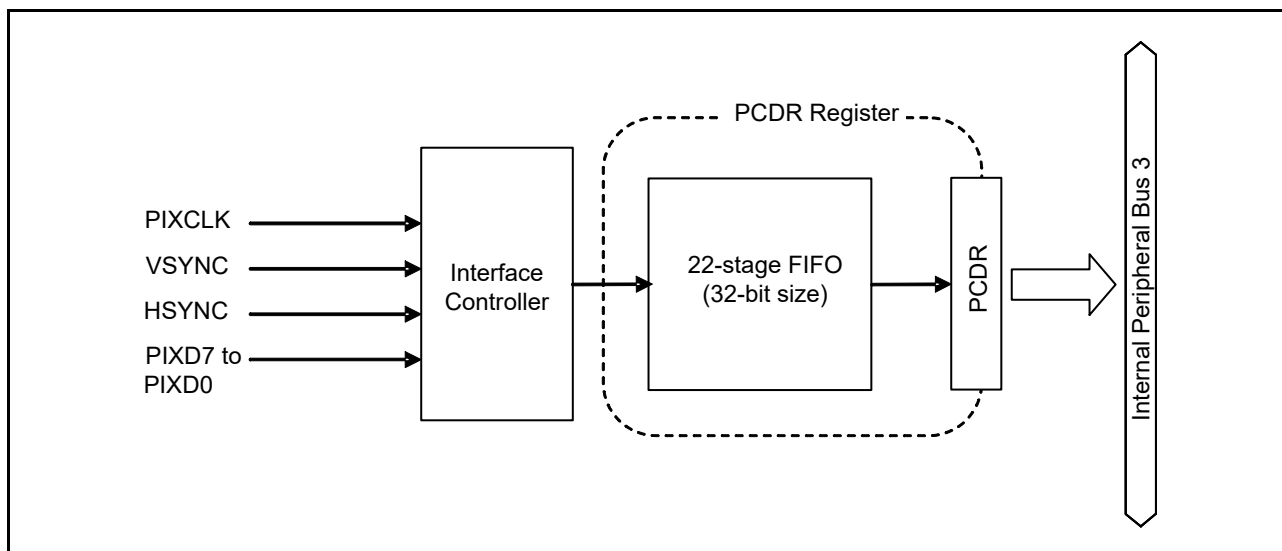 PCDR Register
PIXCLK
VSYNC
HSYNC
PIXD7 to
PIXD0
Interface
Controller
22-stage FIFO
(32-bit size)
PCDR
Internal Peripheral Bus 3